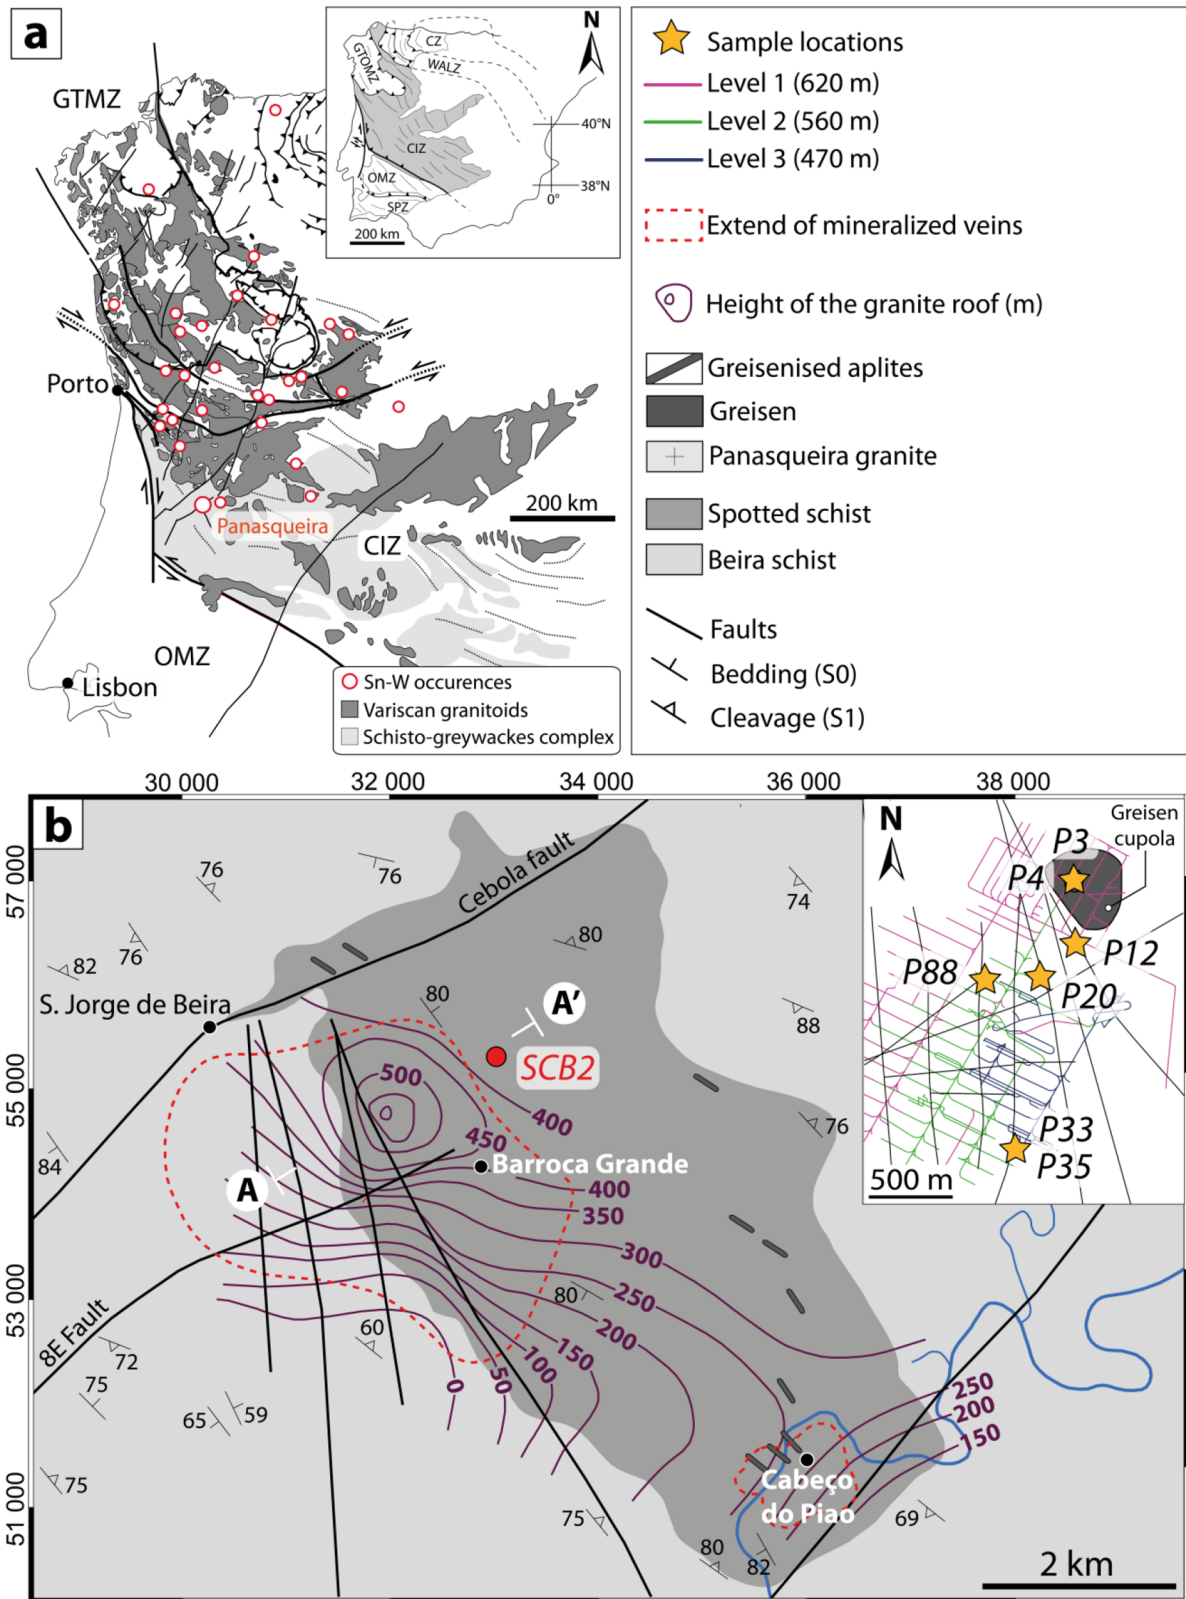 a
GTMZ
Porto
Lisbon
OMZ
CIZ
Panasqueira
200 km
N
CZ
WALZ
GTOMZ
CIZ
OMZ
SPZ
40°N
38°N
0°
200 km
Sn-W occurences
Variscan granitoids
Schisto-greywackes complex
Sample locations
Level 1 (620 m)
Level 2 (560 m)
Level 3 (470 m)
Extend of mineralized veins
Height of the granite roof (m)
Greisenised aplites
Greisen
Panasqueira granite
Spotted schist
Beira schist
Faults
Bedding (S0)
Cleavage (S1)
30 000
32 000
34 000
36 000
38 000
b
57 000
55 000
53 000
51 000
76
76
Cebola fault
74
76
82
80
S. Jorge de Beira
80
A'
88
SCB2
500
400
450
76
84
Barroca Grande
A
400
350
300
80
250
8E Fault
60
200
72
150
75
100
50
0
65
59
250
200
150
75
Cabeço
do Piao
75
69
80
82
2 km
N
Greisen
cupola
P3
P4
P12
P88
P20
P33
P35
500 m